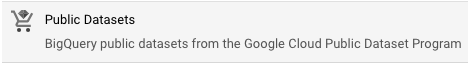 Public Datasets
BigQuery public datasets from the Google Cloud Public Dataset Program